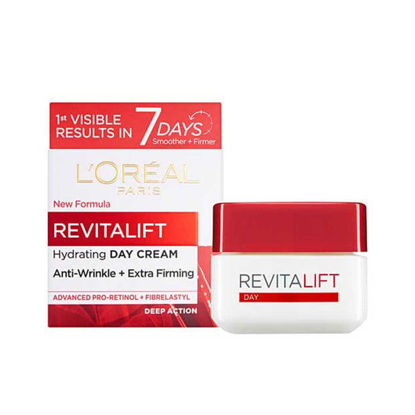 1st VISIBLE
RESULTS IN
7 DAYS
Smoother + Firmer
L'ORÉAL
PARIS
New Formula
REVITALIFT
Hydrating DAY CREAM
Anti-Wrinkle + Extra Firming
ADVANCED PRO-RETINOL + FIBRELASTYL
DEEP ACTION
REVITALIFT
DAY